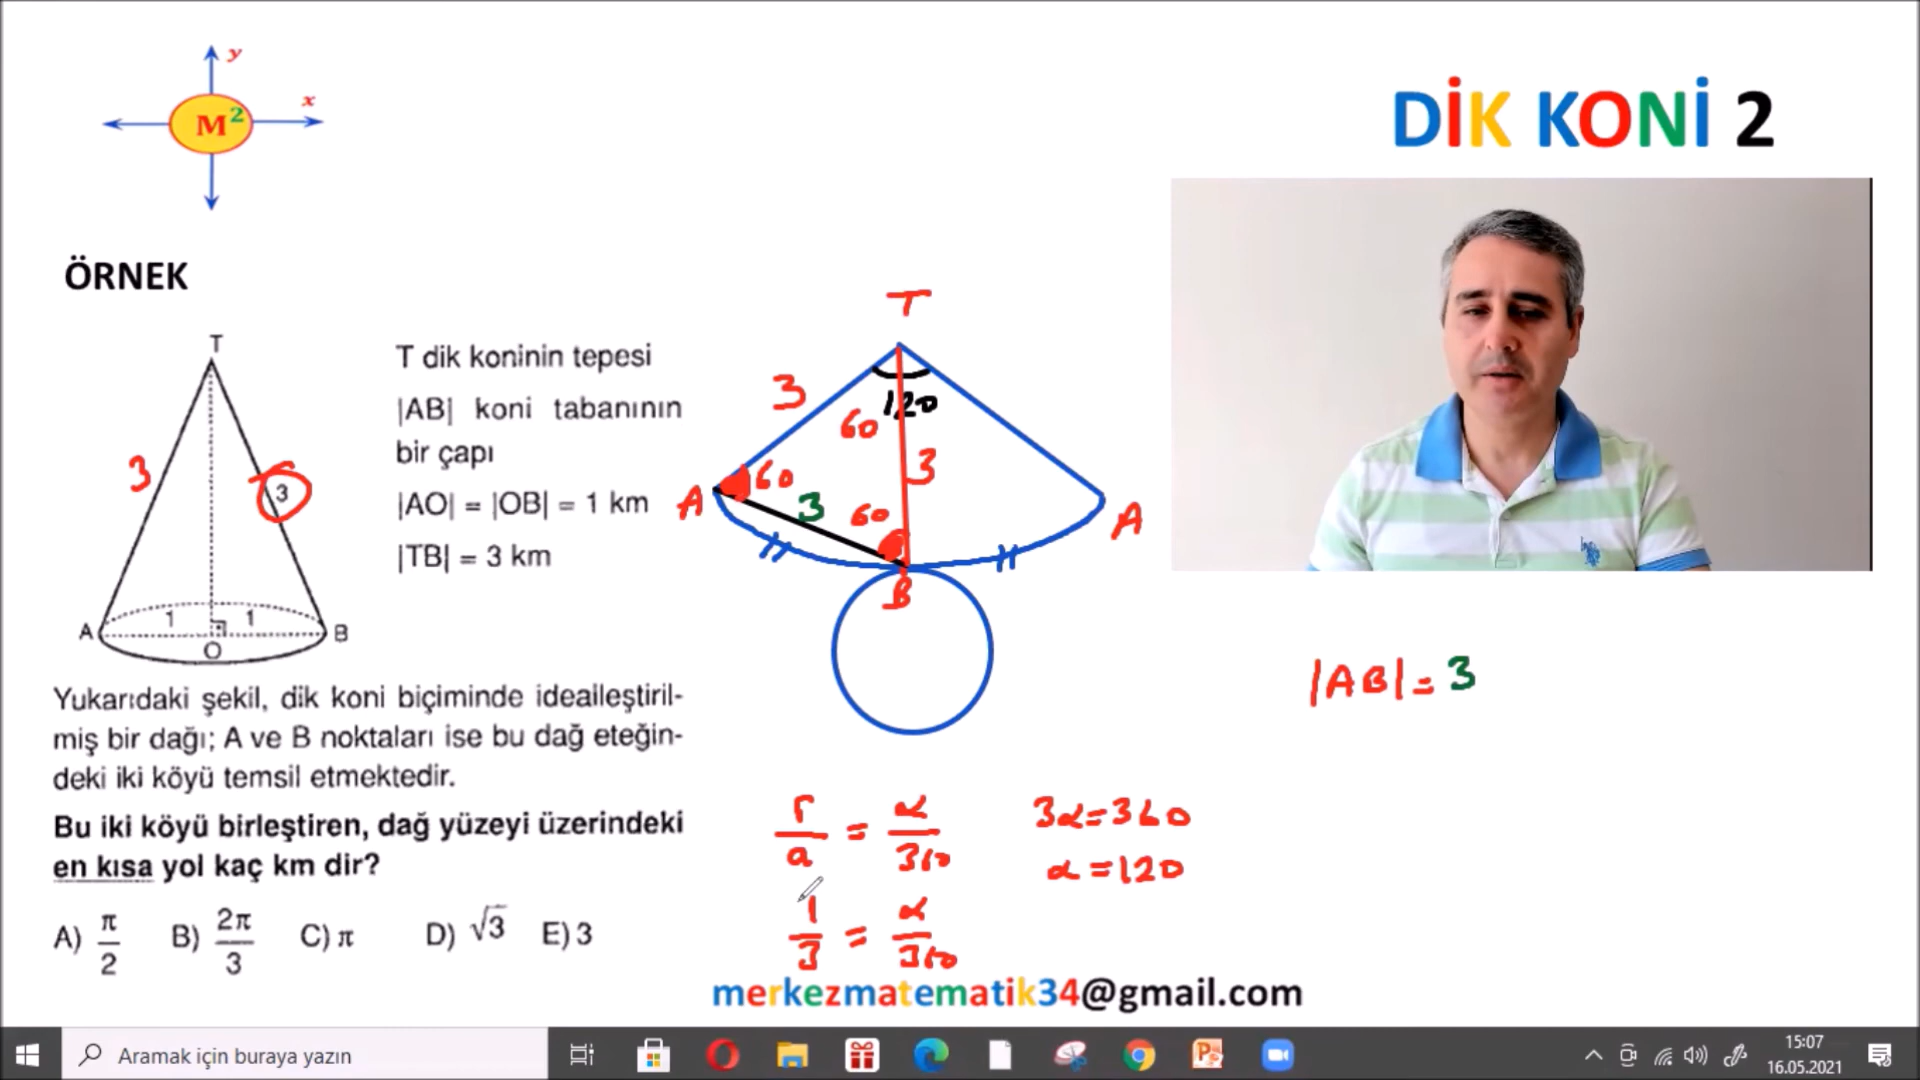 y
x
M²
DİK KONİ 2
ÖRNEK
T
3
3
A
1
1
O
B
T dik koninin tepesi
|AB| koni tabanının
bir çapı
|AO| = |OB| = 1 km
|TB| = 3 km
T
3
120
60
3
60
A
3
60
A
B
|AB| = 3
Yukarıdaki şekil, dik koni biçiminde idealleştiril-
miş bir dağı; A ve B noktaları ise bu dağ eteğin-
deki iki köyü temsil etmektedir.
Bu iki köyü birleştiren, dağ yüzeyi üzerindeki
en kısa yol kaç km dir?
A) π/2 B) 2π/3 C) π D) √3 E) 3
r/a = α/360
3α=360
α=120
1/3 = α/360
merkezmatematik34@gmail.com
Aramak için buraya yazın
15:07
16.05.2021